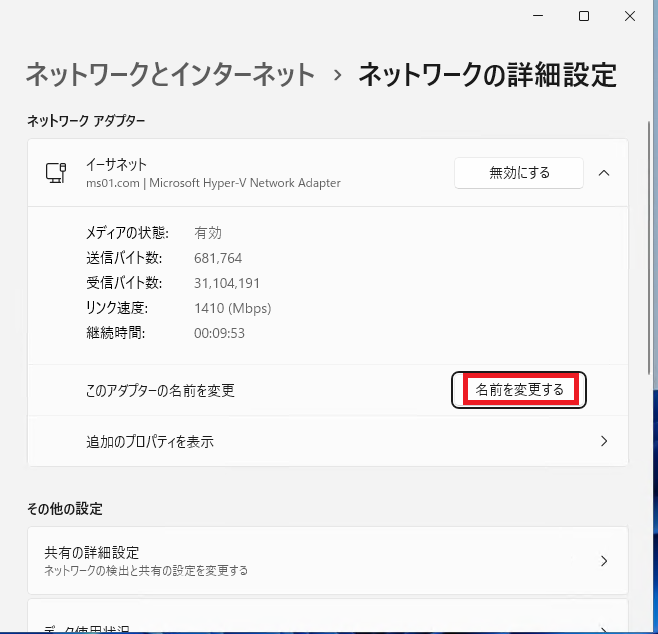 ネットワークとインターネット › ネットワークの詳細設定
ネットワーク アダプター
イーサネット
ms01.com | Microsoft Hyper-V Network Adapter
無効にする
メディアの状態: 有効
送信バイト数: 681,764
受信バイト数: 31,104,191
リンク速度: 1410 (Mbps)
継続時間: 00:09:53
このアダプターの名前を変更
名前を変更する
追加のプロパティを表示
その他の設定
共有の詳細設定
ネットワークの検出と共有の設定を変更する
データ使用状況